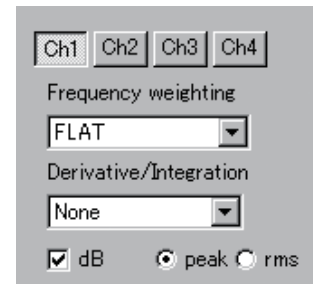 Ch1 Ch2 Ch3 Ch4
Frequency weighting
FLAT
Derivative/Integration
None
dB peak rms